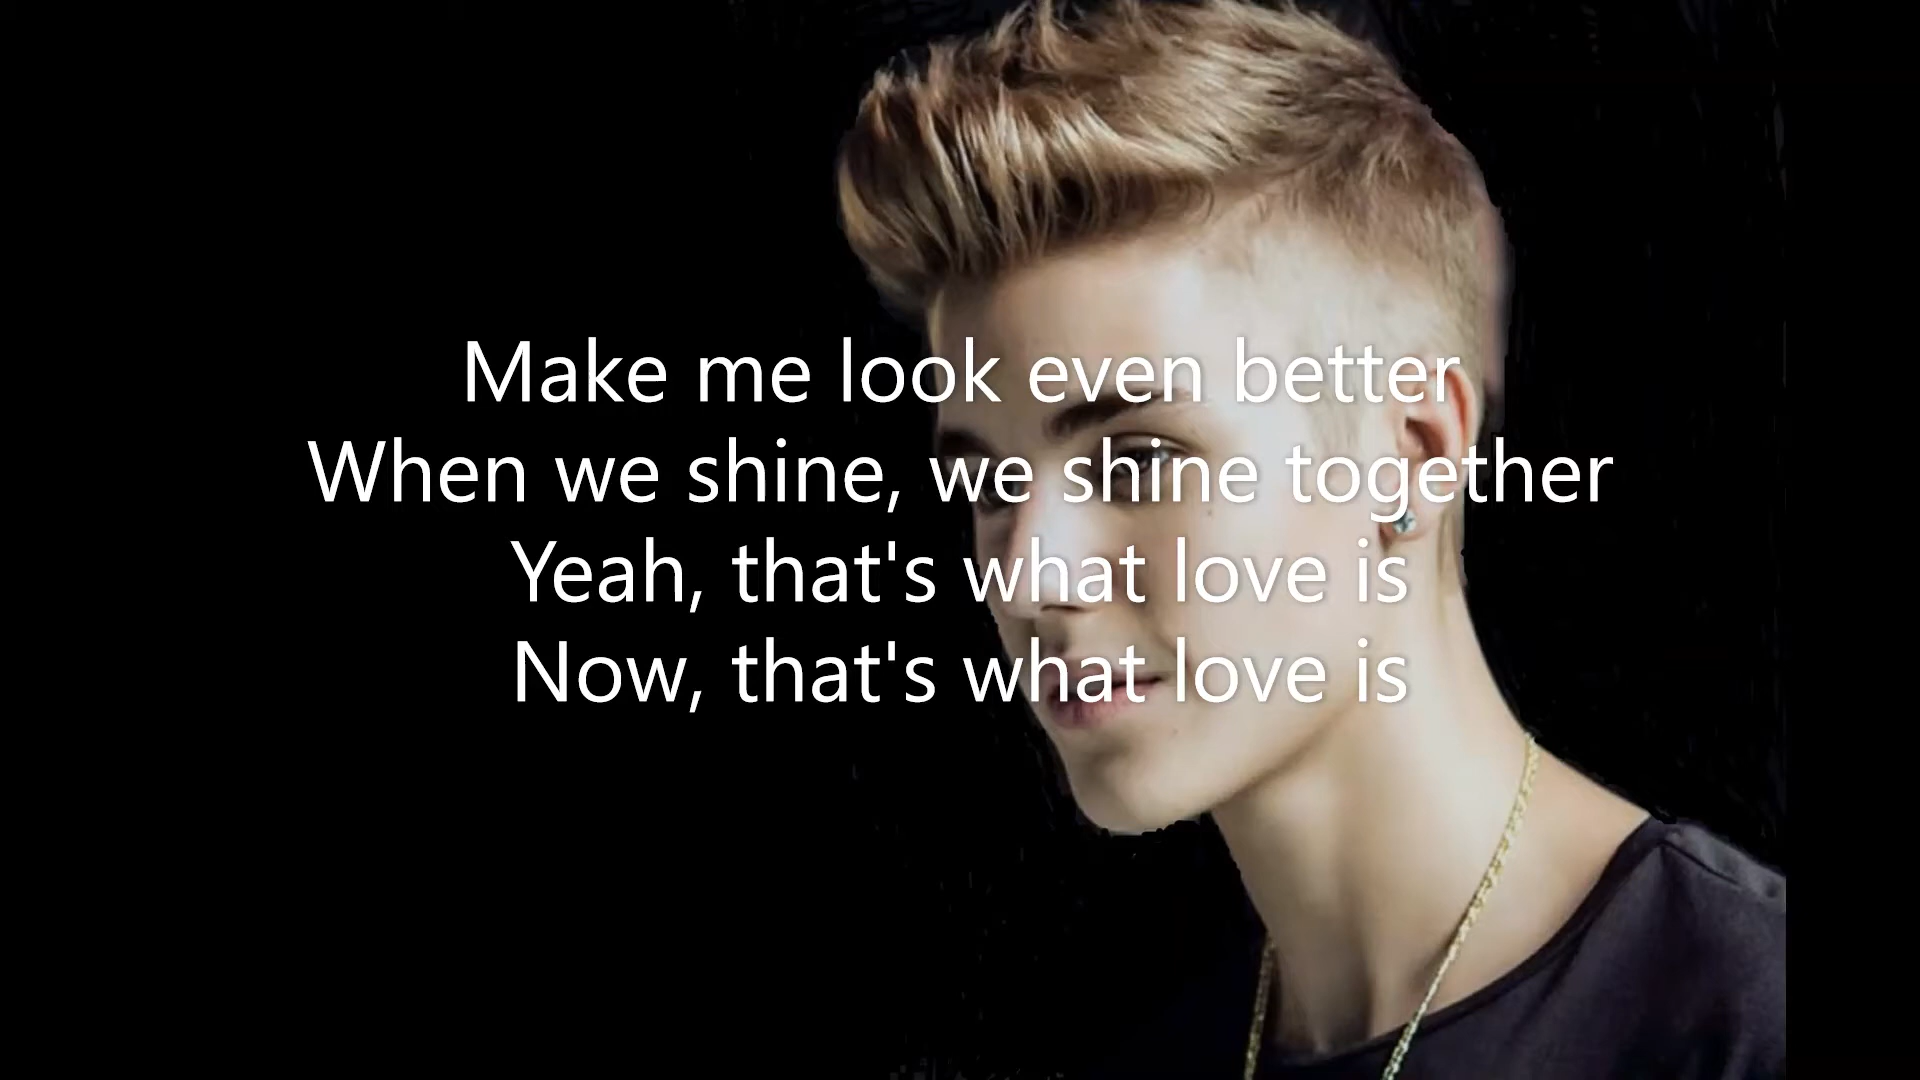 Make me look even better
When we shine, we shine together
Yeah, that's what love is
Now, that's what love is